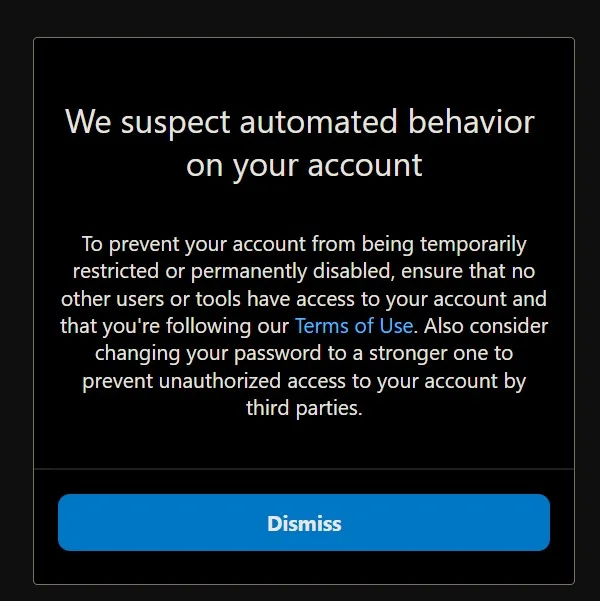 We suspect automated behavior
on your account
To prevent your account from being temporarily
restricted or permanently disabled, ensure that no
other users or tools have access to your account and
that you're following our Terms of Use. Also consider
changing your password to a stronger one to
prevent unauthorized access to your account by
third parties.
Dismiss